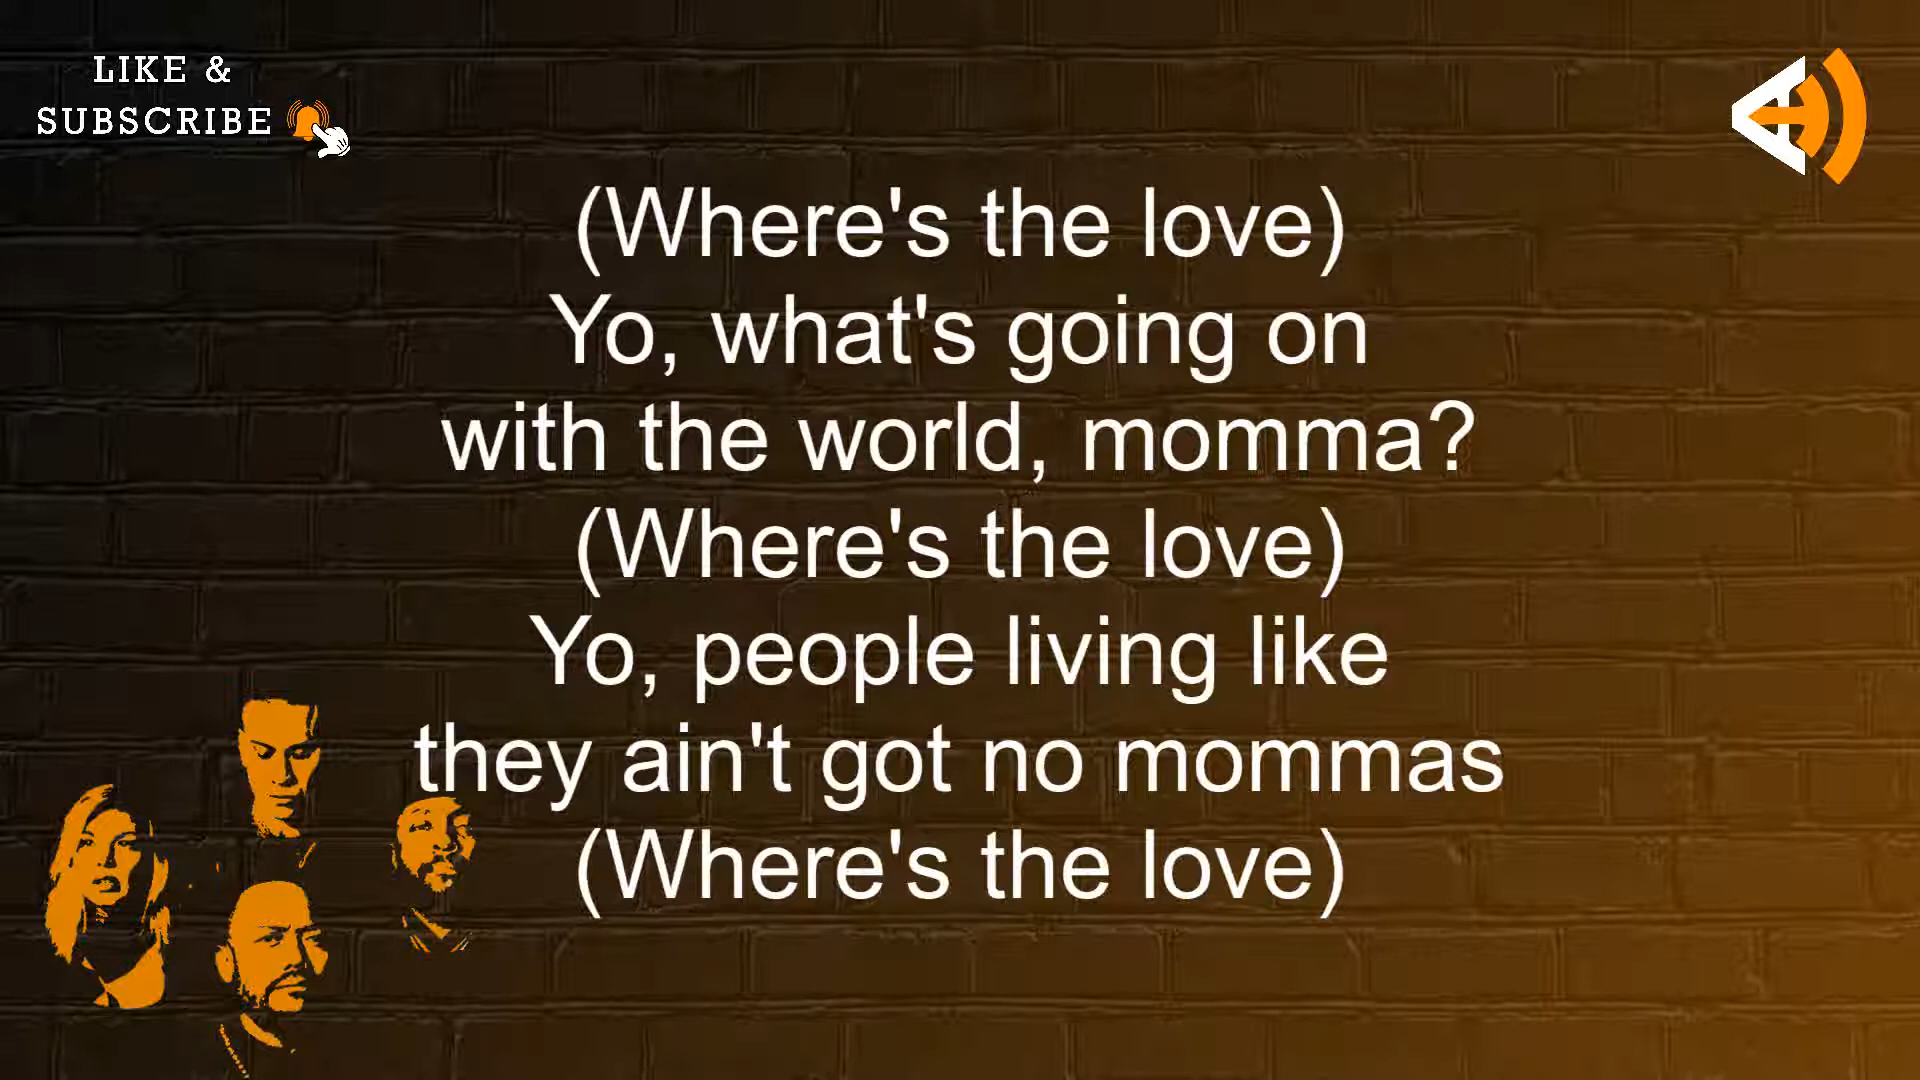 LIKE &
SUBSCRIBE
(Where's the love)
Yo, what's going on
with the world, momma?
(Where's the love)
Yo, people living like
they ain't got no mommas
(Where's the love)